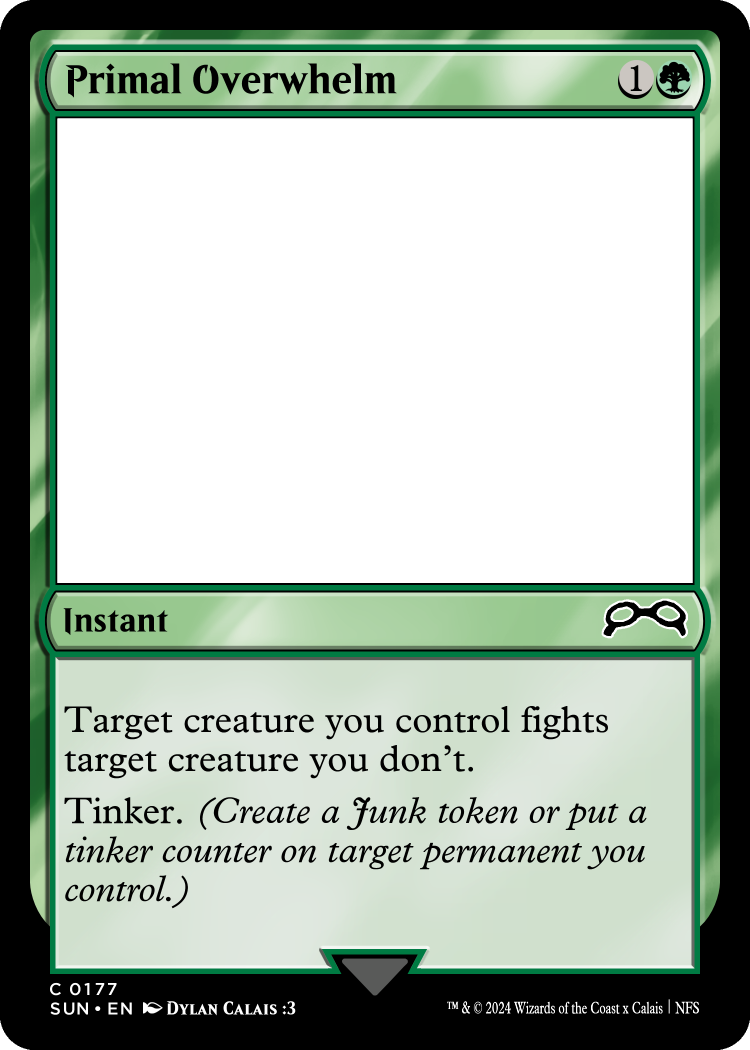 Primal Overwhelm 1
Instant
Target creature you control fights
target creature you don't.
Tinker. (Create a Junk token or put a
tinker counter on target permanent you
control.)
C 0177
SUN • EN Dylan Calais :3
™ & © 2024 Wizards of the Coast x Calais | NFS